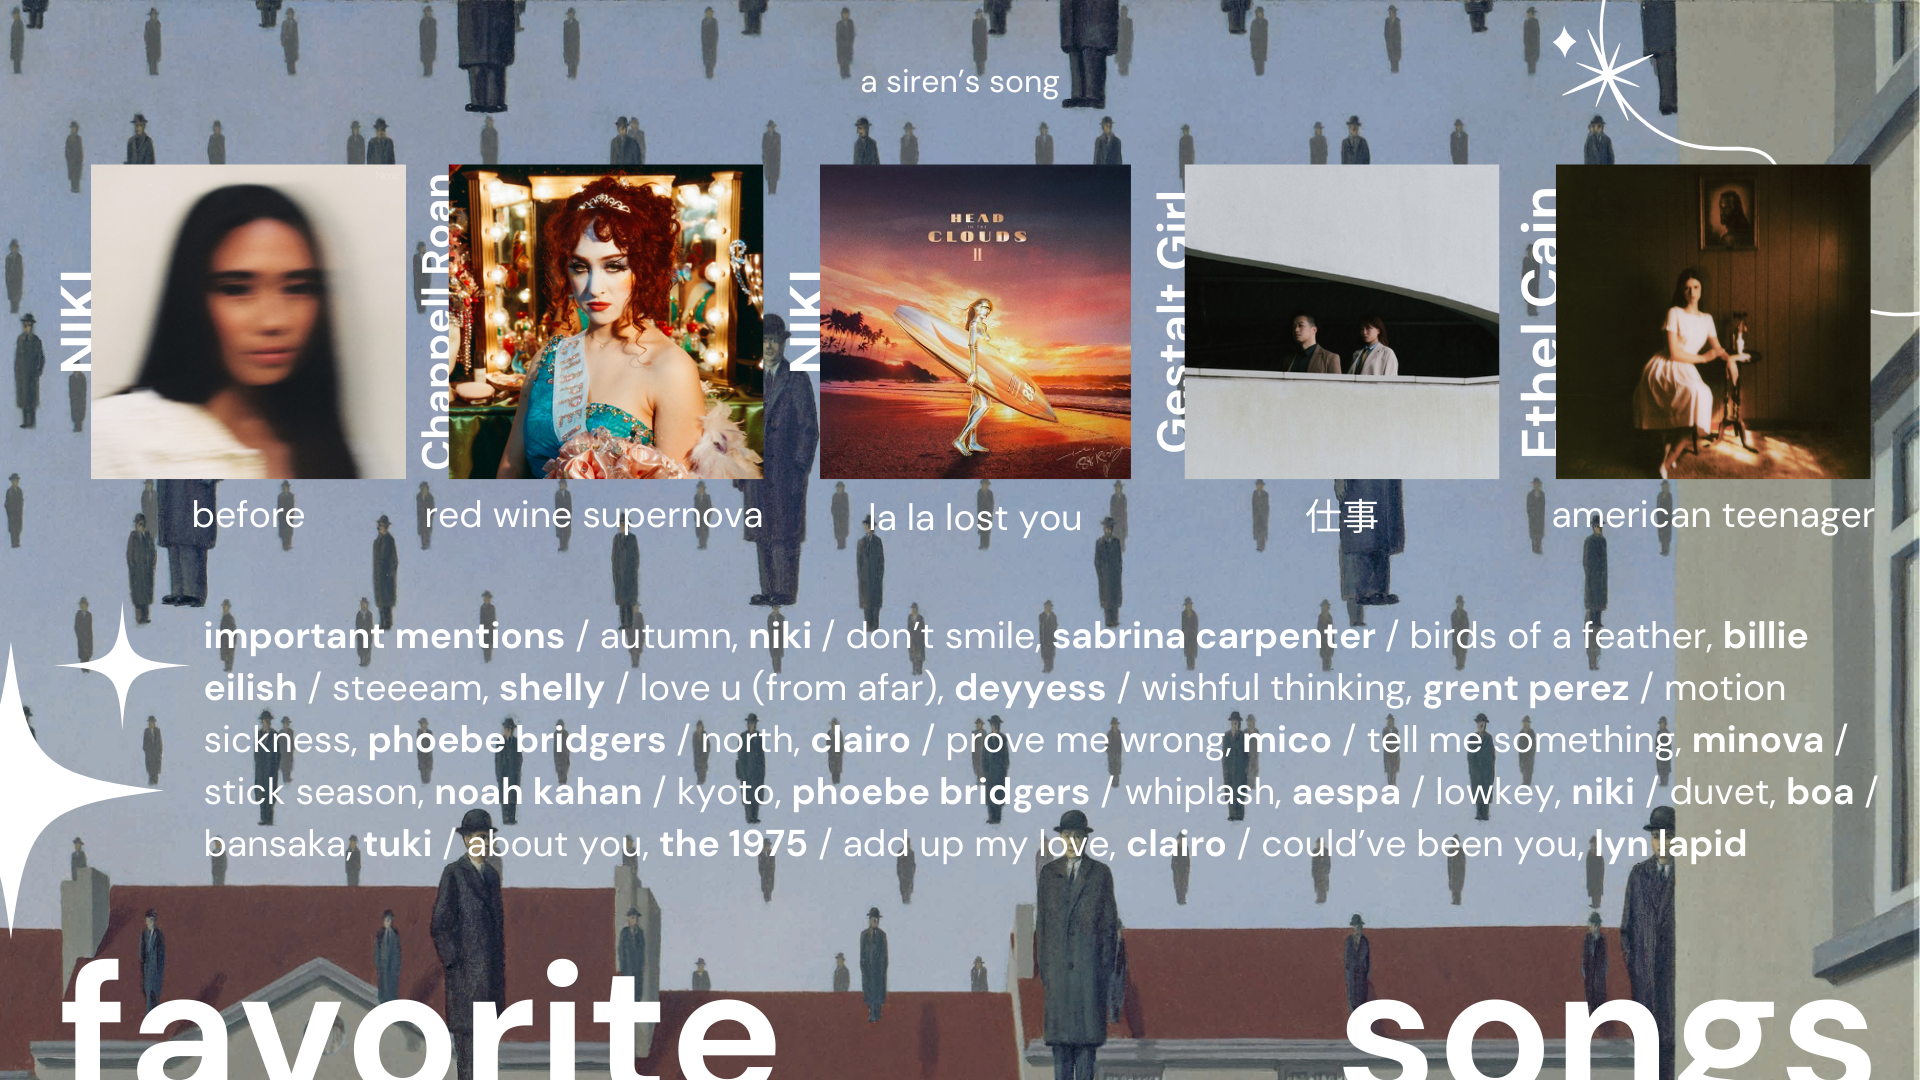 a siren’s song
NIKI
Chappell Roan
NIKI
HEAD
IN THE
CLOUDS
II
Gestalt Girl
Ethel Cain
before
red wine supernova
la la lost you
仕事
american teenager
important mentions / autumn, niki / don’t smile, sabrina carpenter / birds of a feather, billie
eilish / steeeam, shelly / love u (from afar), deyyess / wishful thinking, grent perez / motion
sickness, phoebe bridgers / north, clairo / prove me wrong, mico / tell me something, minova /
stick season, noah kahan / kyoto, phoebe bridgers / whiplash, aespa / lowkey, niki / duvet, boa /
bansaka, tuki / about you, the 1975 / add up my love, clairo / could’ve been you, lyn lapid
favorite songs